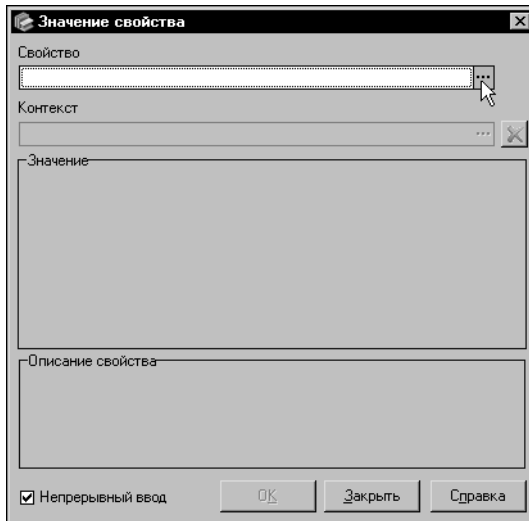 Значение свойства
Свойство
...
Контекст
...
Значение
Описание свойства
Непрерывный ввод
OK
Закрыть
Справка